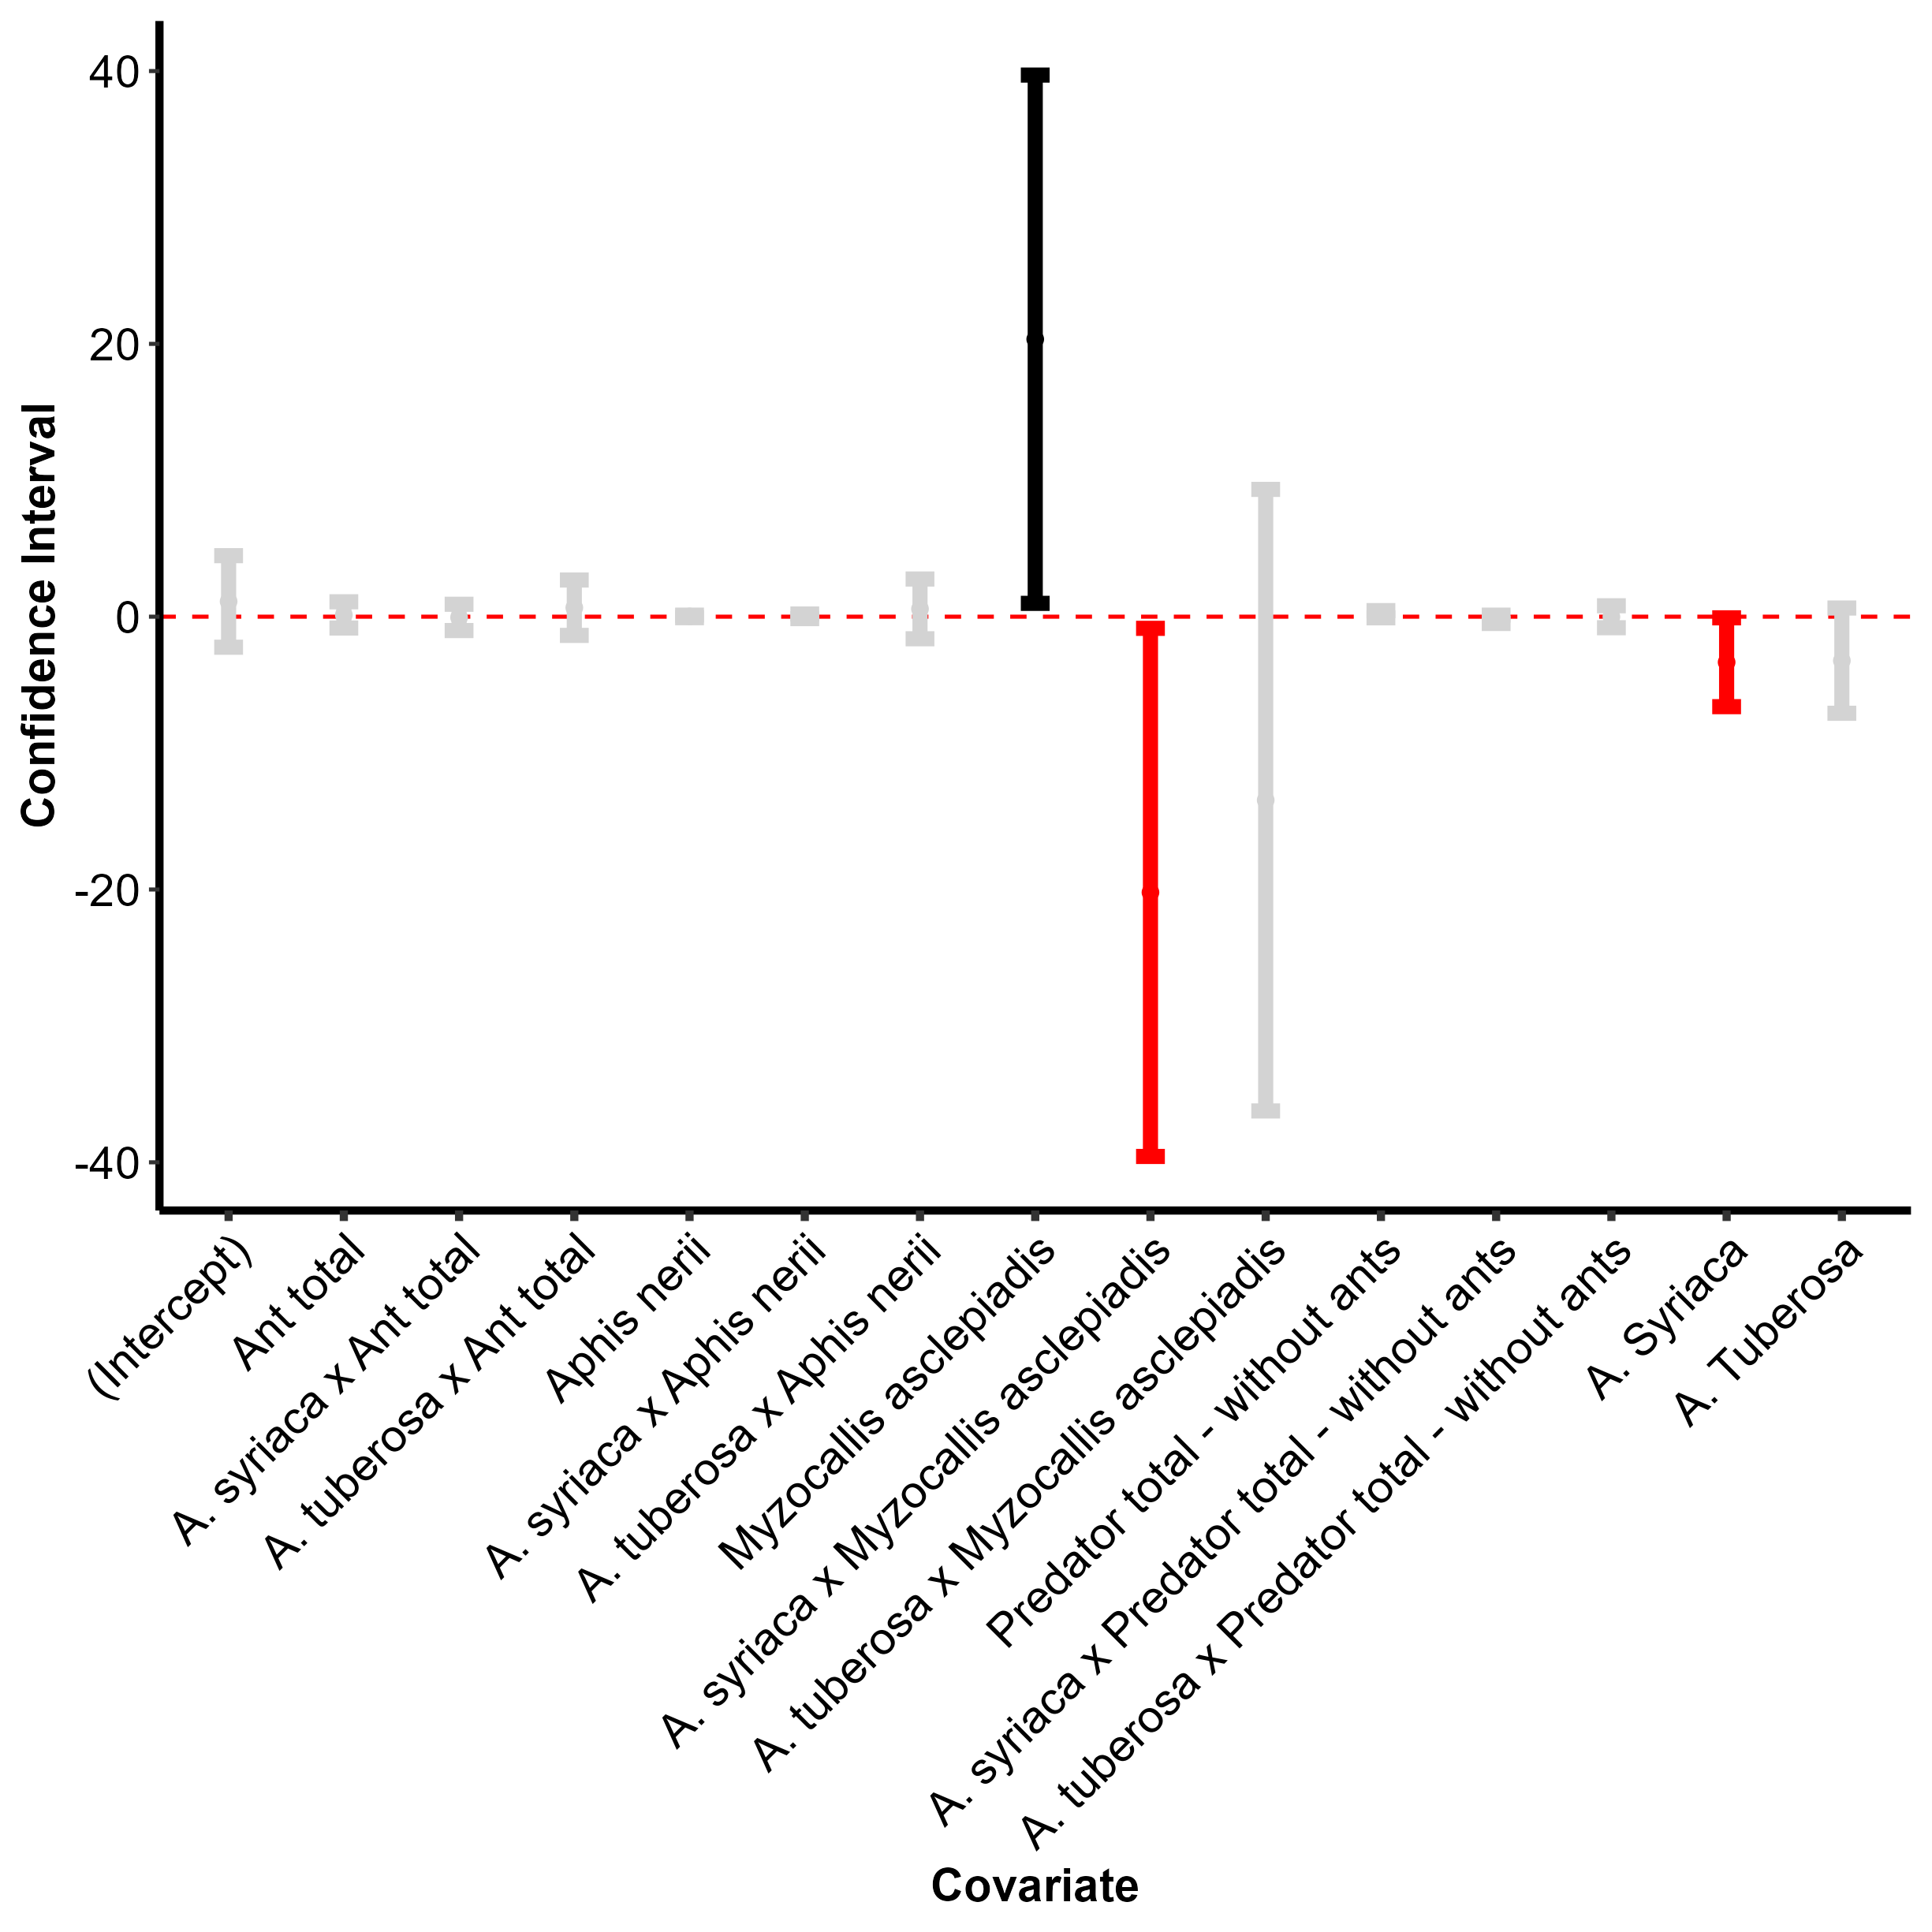 40
20
0
-20
-40
Confidence Interval
(Intercept)
Ant total
A. syriaca x Ant total
A. tuberosa x Ant total
Aphis nerii
A. syriaca x Aphis nerii
A. tuberosa x Aphis nerii
Myzocallis asclepiadis
A. syriaca x Myzocallis asclepiadis
A. tuberosa x Myzocallis asclepiadis
Predator total - without ants
A. syriaca x Predator total - without ants
A. tuberosa x Predator total - without ants
A. Syriaca
A. Tuberosa
Covariate